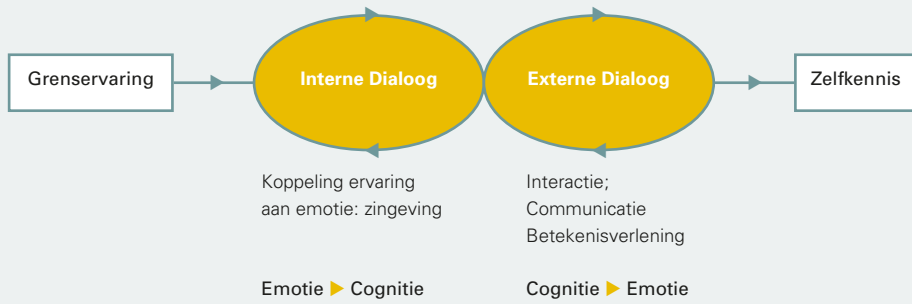 Grenservaring
Interne Dialoog
Externe Dialoog
Zelfkennis
Koppeling ervaring
aan emotie: zingeving
Interactie;
Communicatie
Betekenisverlening
Emotie ▶ Cognitie
Cognitie ▶ Emotie